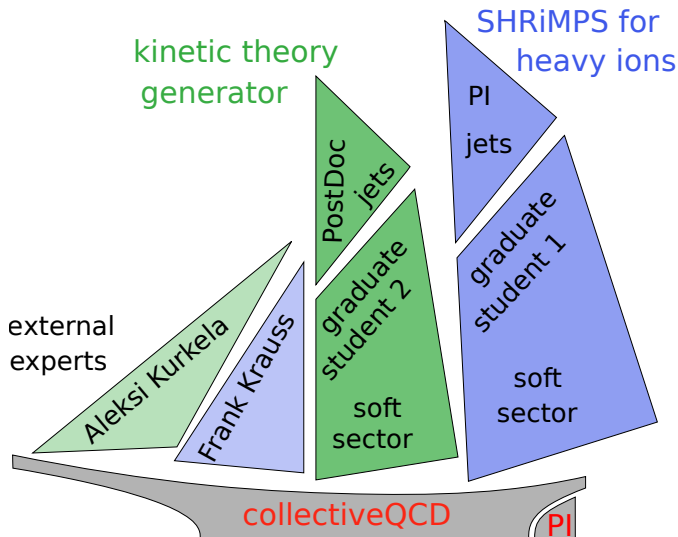 kinetic theory
generator
SHRiMPS for
heavy ions
PI
jets
PostDoc
jets
graduate
student 1
soft
sector
graduate
student 2
soft
sector
external
experts
Aleksi Kurkela
Frank Krauss
collectiveQCD
PI